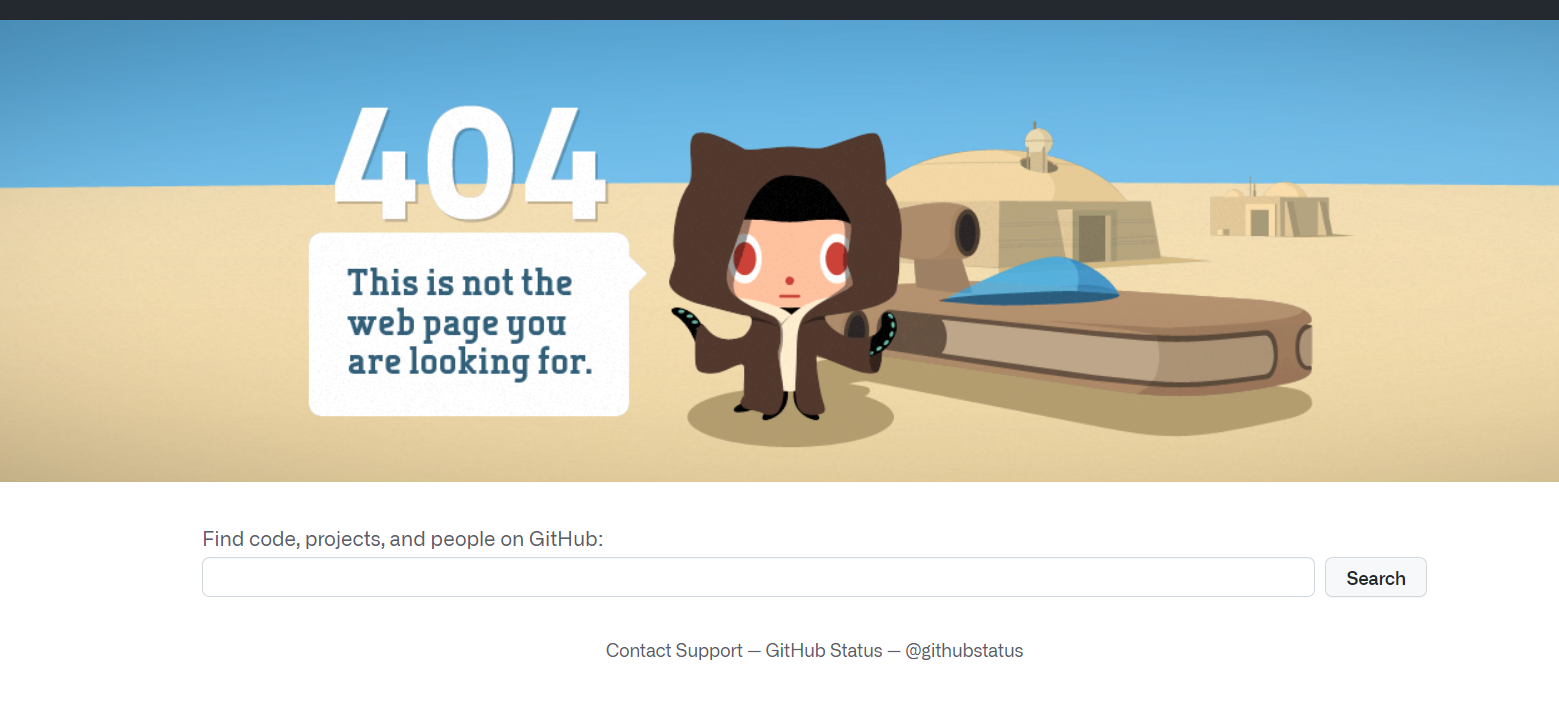 404
This is not the
web page you
are looking for.
Find code, projects, and people on GitHub:
Search
Contact Support — GitHub Status — @githubstatus